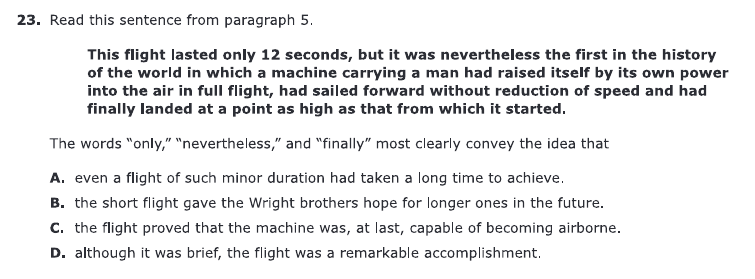 23. Read this sentence from paragraph 5.
This flight lasted only 12 seconds, but it was nevertheless the first in the history
of the world in which a machine carrying a man had raised itself by its own power
into the air in full flight, had sailed forward without reduction of speed and had
finally landed at a point as high as that from which it started.
The words “only,” “nevertheless,” and “finally” most clearly convey the idea that
A. even a flight of such minor duration had taken a long time to achieve.
B. the short flight gave the Wright brothers hope for longer ones in the future.
C. the flight proved that the machine was, at last, capable of becoming airborne.
D. although it was brief, the flight was a remarkable accomplishment.